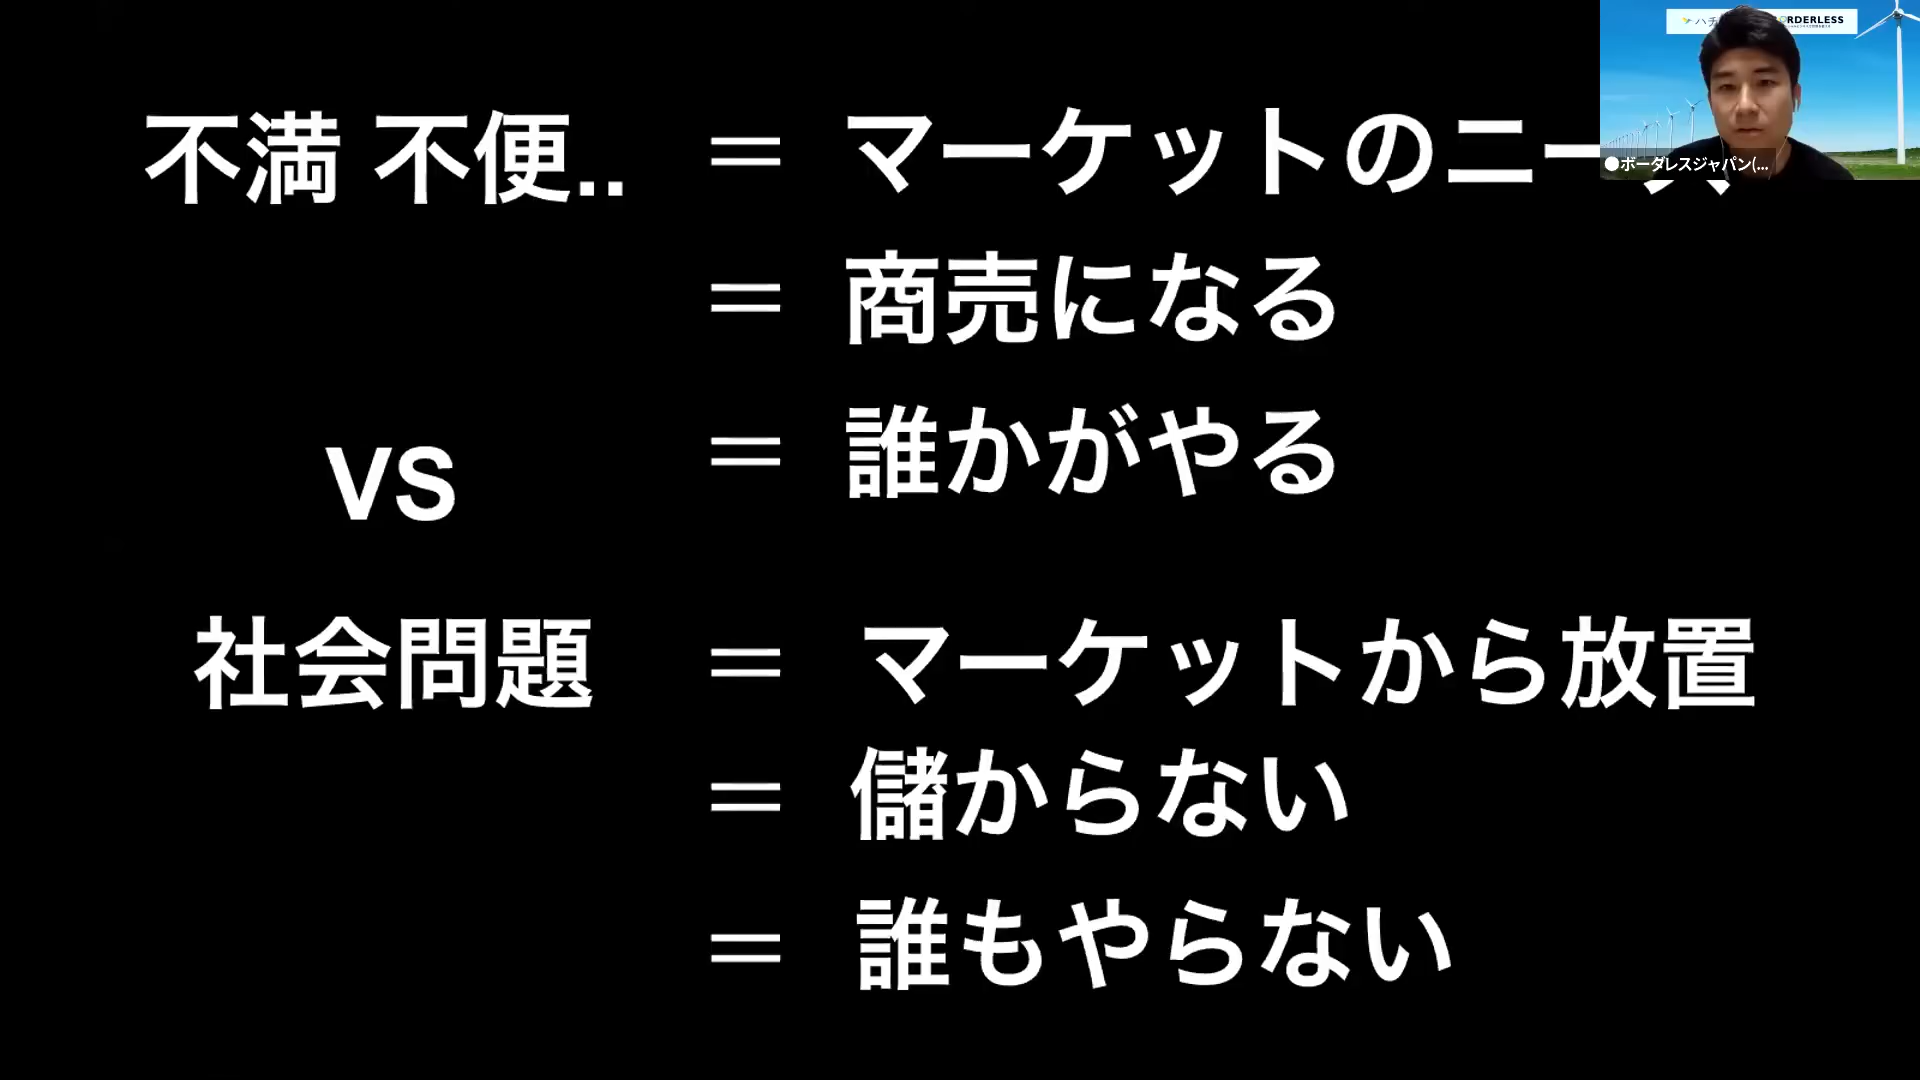 不満 不便.. = マーケットのニー
= 商売になる
= 誰かがやる
VS
社会問題 = マーケットから放置
= 儲からない
= 誰もやらない
ハチ
RDERLESS
●ボーダレスジャパン(...